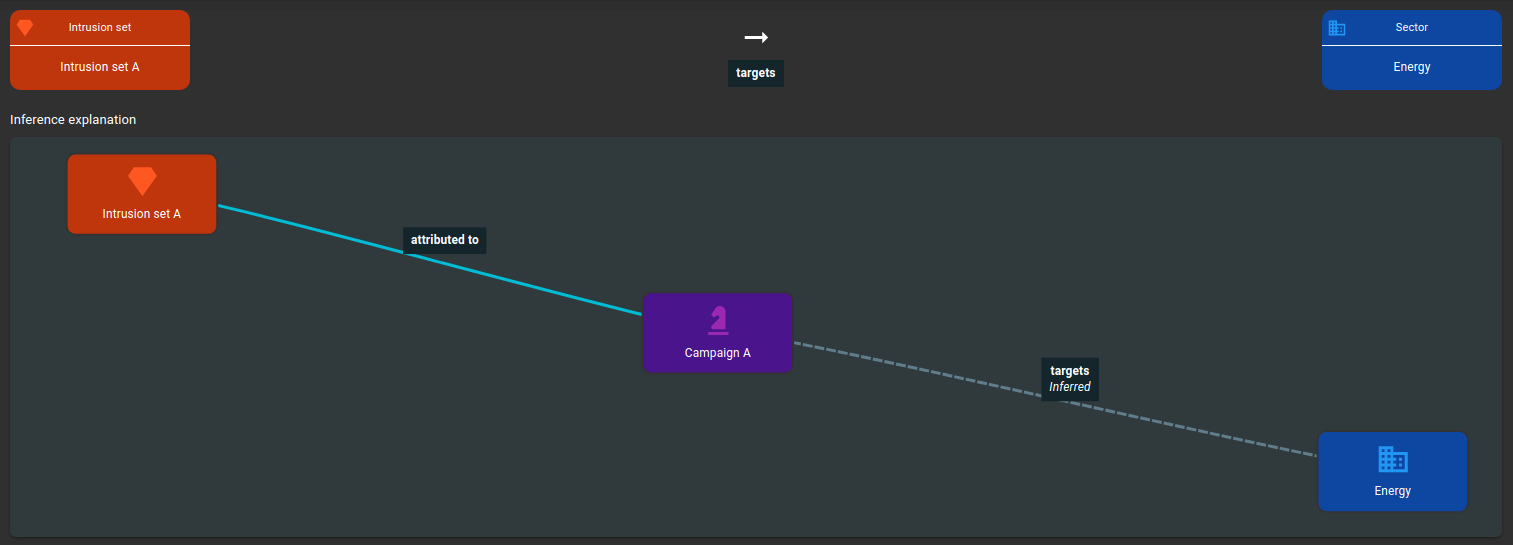 Intrusion set
Intrusion set A
targets
Sector
Energy
Inference explanation
Intrusion set A
attributed to
Campaign A
targets
Inferred
Energy